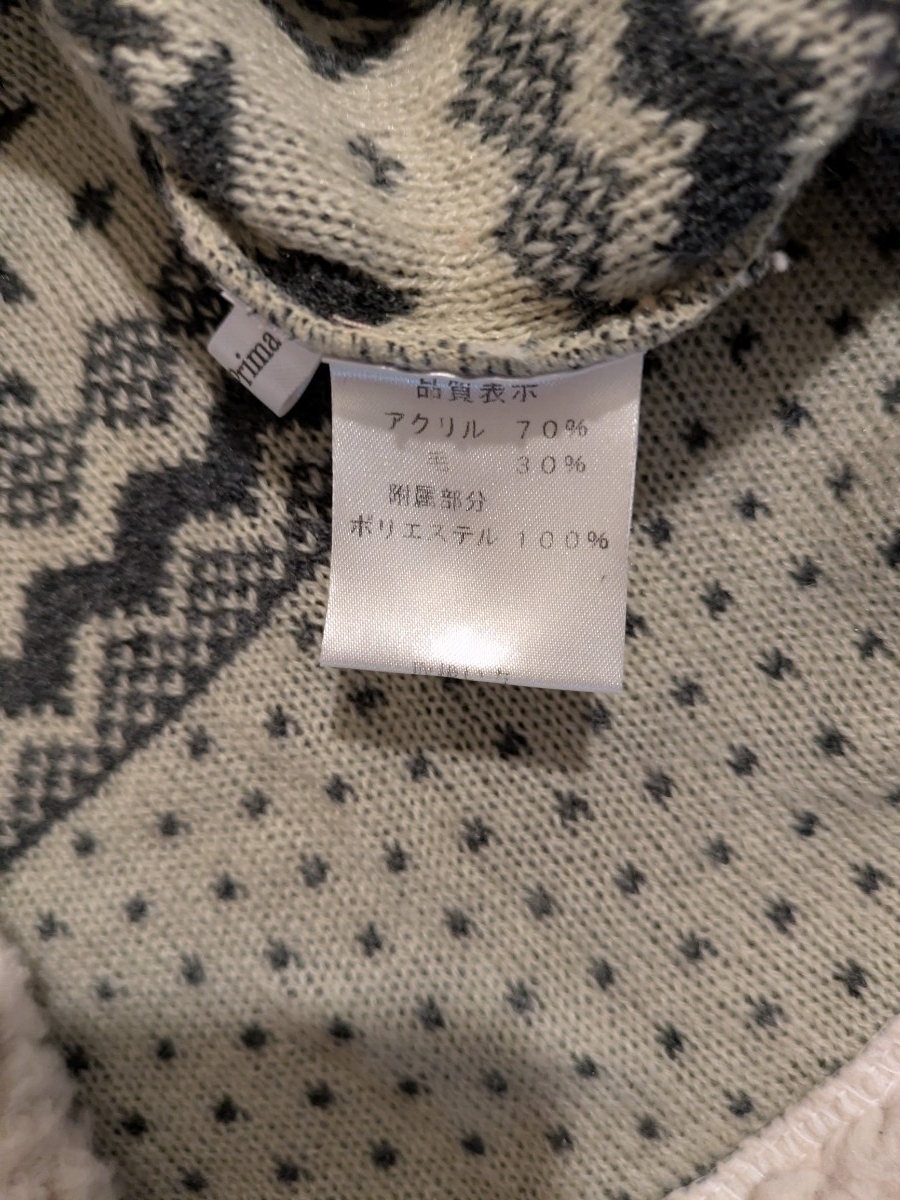 品質表示
アクリル 70%
毛 30%
附属部分
ポリエステル 100%